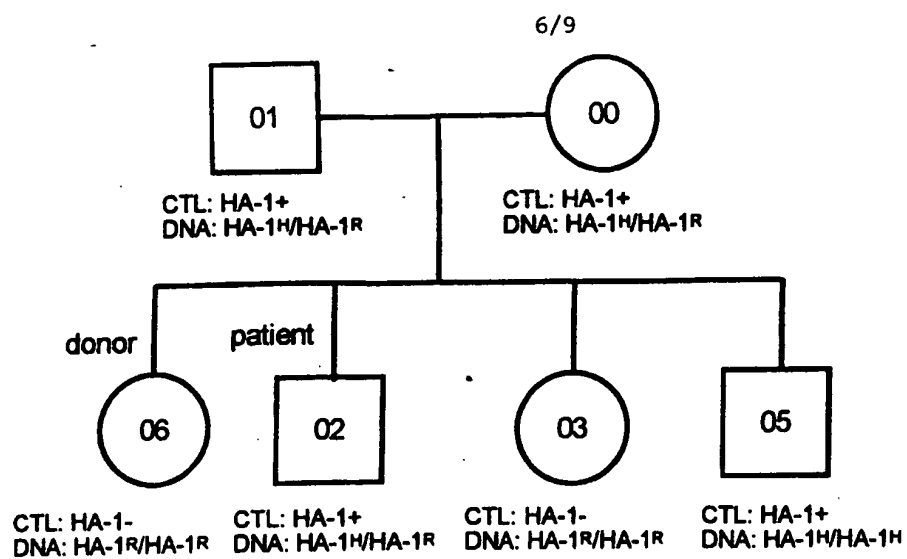 6/9
01
00
CTL: HA-1+
DNA: HA-1H/HA-1R
CTL: HA-1+
DNA: HA-1H/HA-1R
donor
patient
06
02
03
05
CTL: HA-1-
DNA: HA-1R/HA-1R
CTL: HA-1+
DNA: HA-1H/HA-1R
CTL: HA-1-
DNA: HA-1R/HA-1R
CTL: HA-1+
DNA: HA-1H/HA-1H